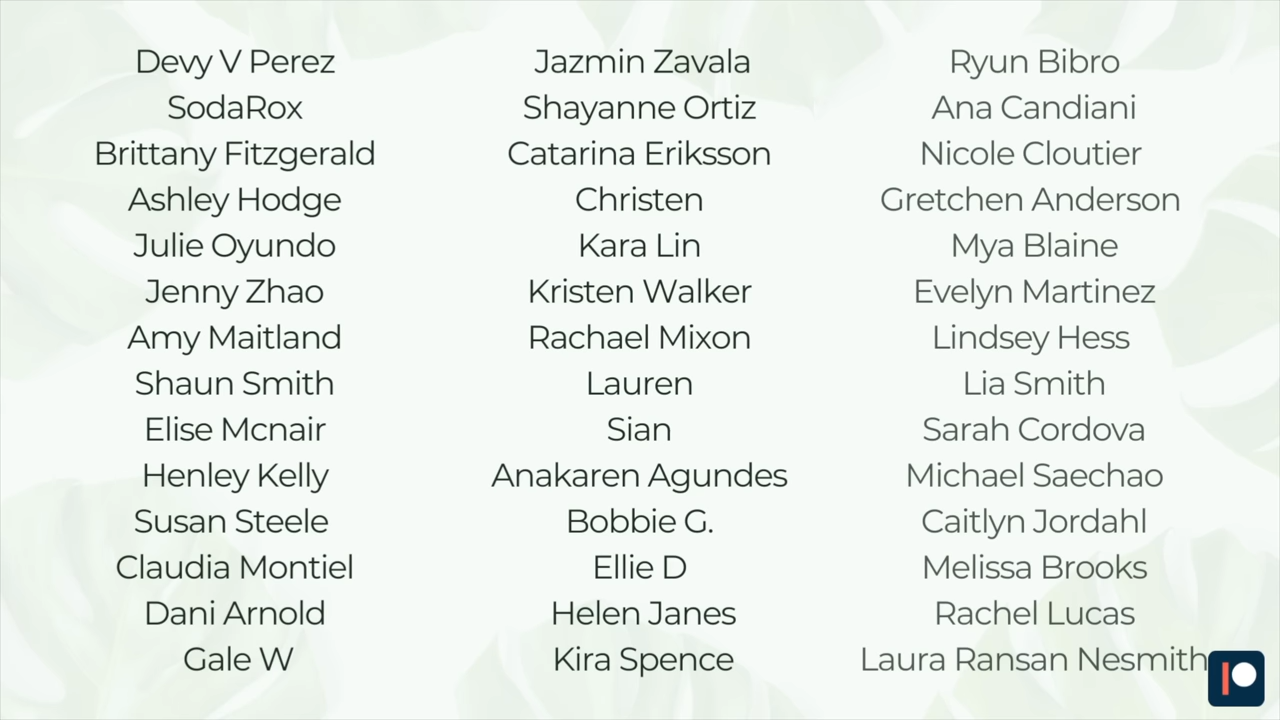 Devy V Perez
SodaRox
Brittany Fitzgerald
Ashley Hodge
Julie Oyundo
Jenny Zhao
Amy Maitland
Shaun Smith
Elise Mcnair
Henley Kelly
Susan Steele
Claudia Montiel
Dani Arnold
Gale W
Jazmin Zavala
Shayanne Ortiz
Catarina Eriksson
Christen
Kara Lin
Kristen Walker
Rachael Mixon
Lauren
Sian
Anakaren Agundes
Bobbie G.
Ellie D
Helen Janes
Kira Spence
Ryun Bibro
Ana Candiani
Nicole Cloutier
Gretchen Anderson
Mya Blaine
Evelyn Martinez
Lindsey Hess
Lia Smith
Sarah Cordova
Michael Saechao
Caitlyn Jordahl
Melissa Brooks
Rachel Lucas
Laura Ransan Nesmith